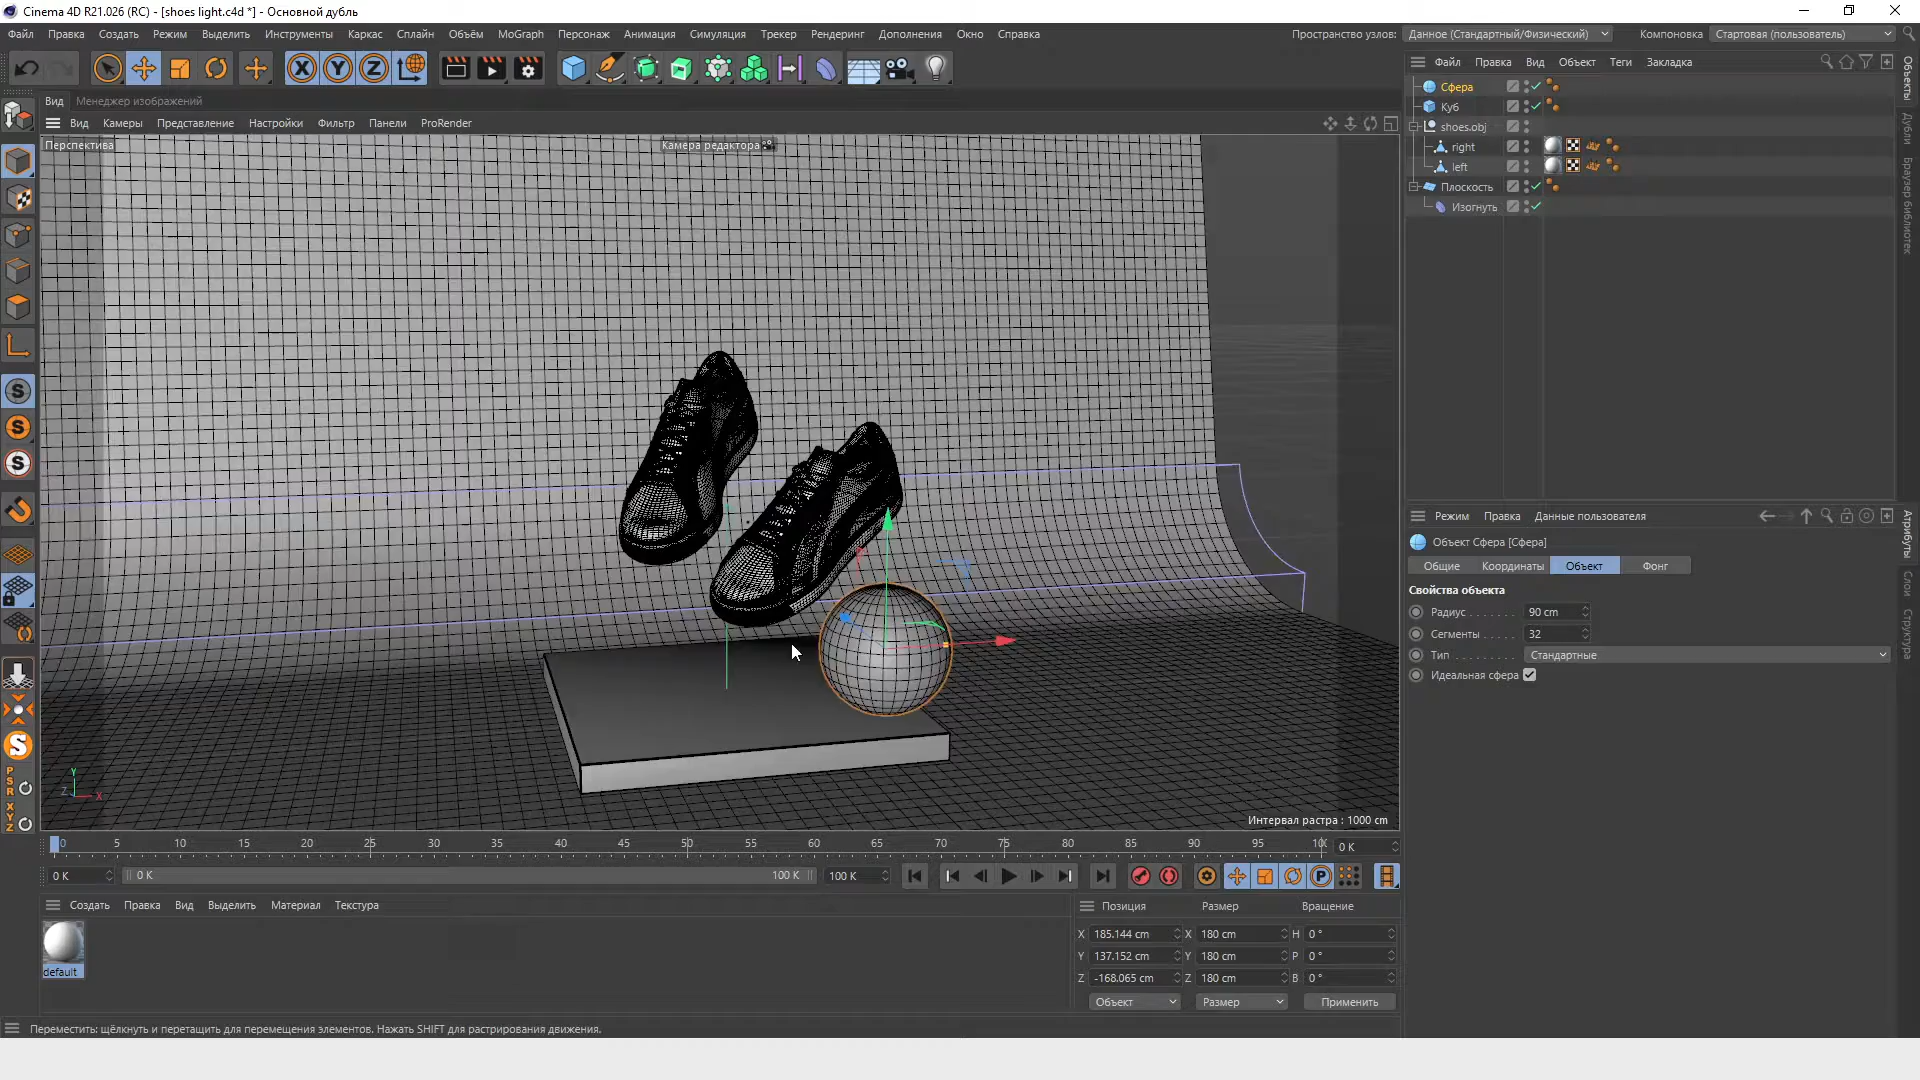 Cinema 4D R21.026 (RC) - [shoes light.c4d *] - Основной дубль
Файл Правка Создать Режим Выделить Инструменты Каркас Сплайн Объём MoGraph Персонаж Анимация Симуляция Трекер Рендеринг Дополнения Окно Справка Пространство узлов: Данное (Стандартный/Физический) Компоновка Стартовая (пользователь)
X Y Z
Файл Правка Вид Объект Теги Закладка
Вид Менеджер изображений
Вид Камеры Представление Настройки Фильтр Панели ProRender
Перспектива Камера редактора
Сфера
Куб
shoes.obj
right
left
Плоскость
Изогнуть
Объекты
Дубли
Браузер библиотек
Режим Правка Данные пользователя
Объект Сфера [Сфера]
Общие Координаты Объект Фонг
Свойства объекта
Радиус 90 cm
Сегменты 32
Тип Стандартные
Идеальная сфера
Атрибуты
Слои
Структура
S
S
S
S
P
S
R
X
Y
Z
Y
Z X
Интервал растра : 1000 cm
0 5 10 15 20 25 30 35 40 45 50 55 60 65 70 75 80 85 90 95 10 0 K
0 K 0 K 100 K 100 K P
Создать Правка Вид Выделить Материал Текстура
default
Позиция Размер Вращение
X 185.144 cm X 180 cm H 0 °
Y 137.152 cm Y 180 cm P 0 °
Z -168.065 cm Z 180 cm B 0 °
Объект Размер Применить
Переместить: щёлкнуть и перетащить для перемещения элементов. Нажать SHIFT для растрирования движения.